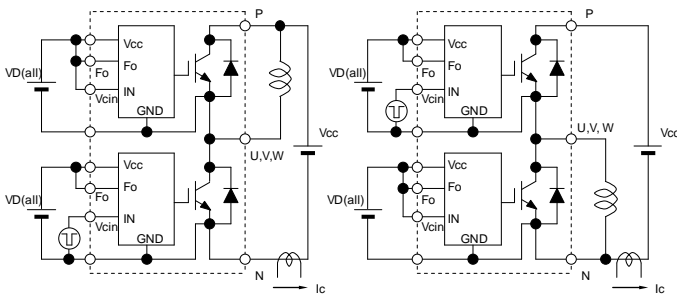 P
Vcc
Fo
VD(all)
IN
Vcin
GND
Vcc
U,V,W
Vcc
Fo
VD(all)
IN
Vcin
GND
N
Ic
P
Vcc
Fo
VD(all)
IN
Vcin
GND
U,V, W
Vcc
Vcc
Fo
VD(all)
IN
Vcin
GND
N
Ic